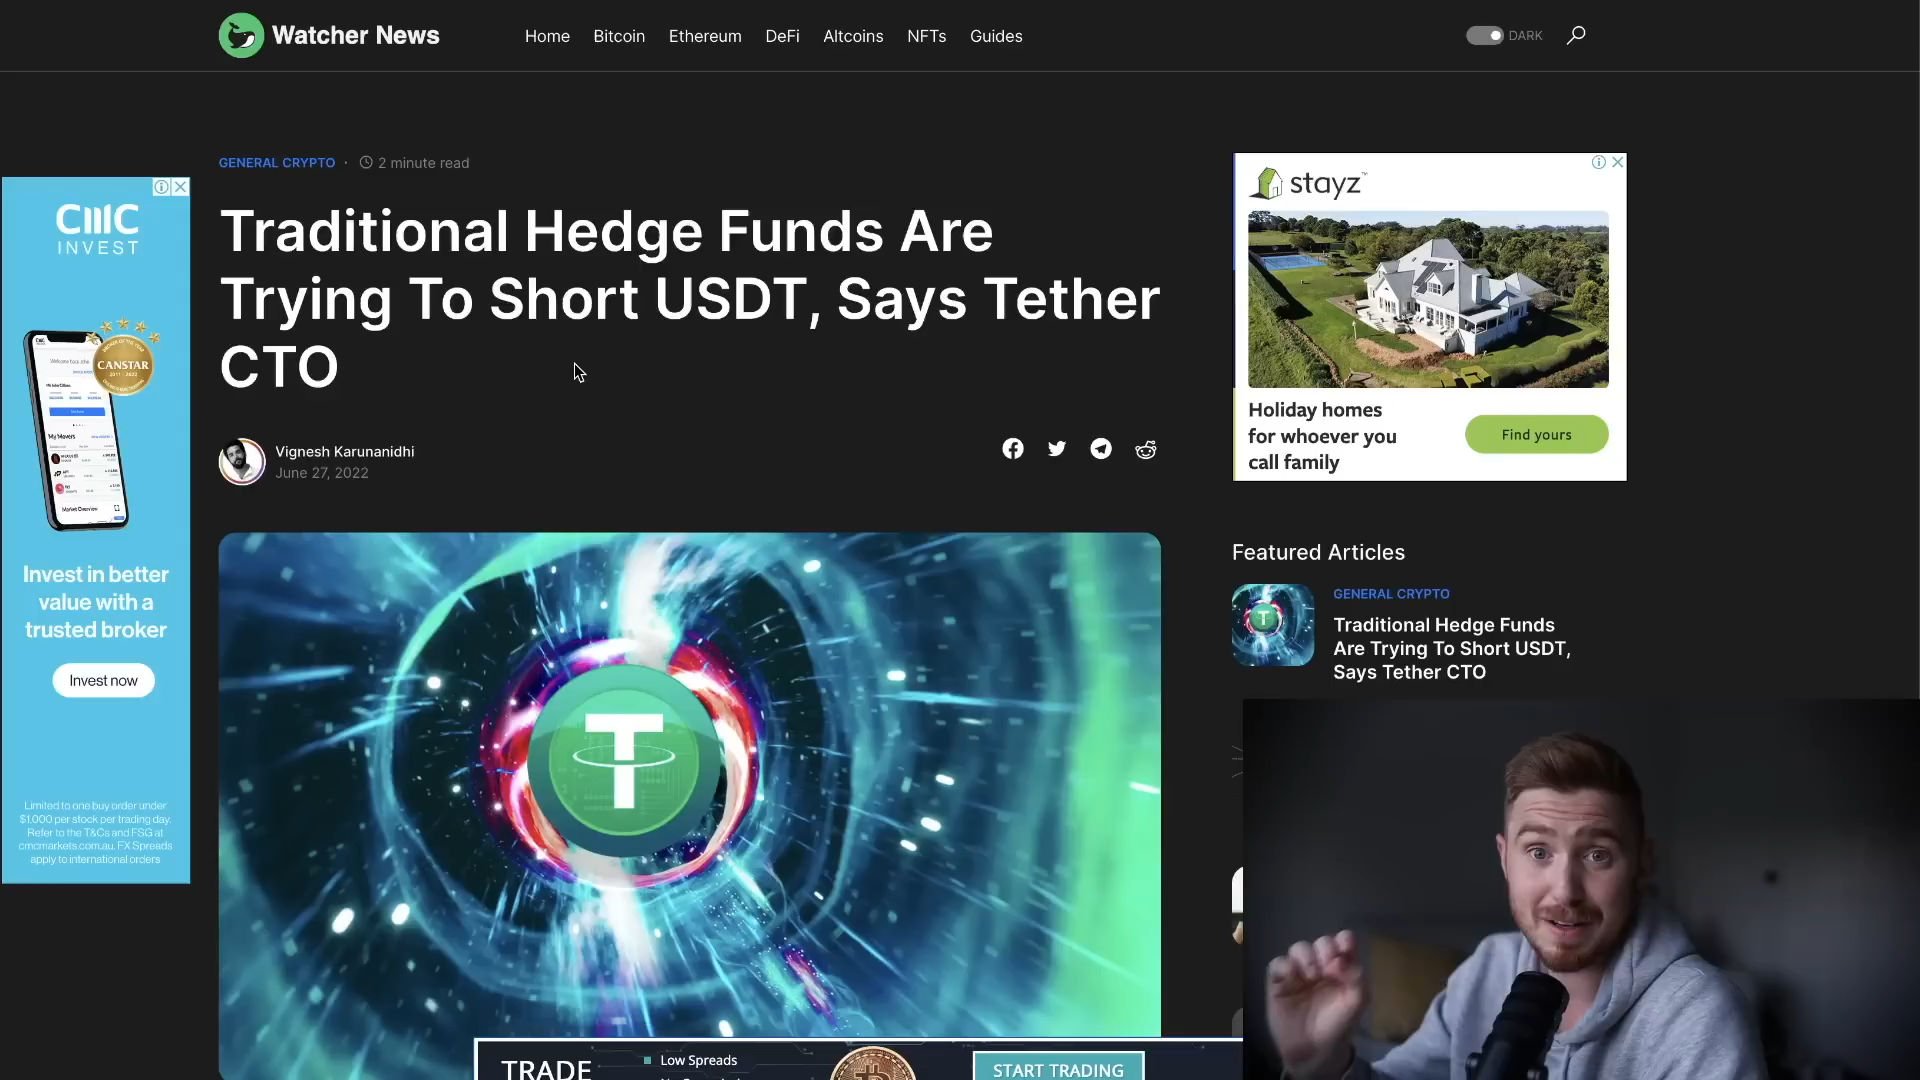 Watcher News
Home Bitcoin Ethereum DeFi Altcoins NFTs Guides
DARK
GENERAL CRYPTO · 2 minute read
Traditional Hedge Funds Are
Trying To Short USDT, Says Tether
CTO
Vignesh Karunanidhi
June 27, 2022
CMC
INVEST
CANSTAR
My Movers
Market Overview
Invest in better
value with a
trusted broker
Invest now
Limited to one buy order under
$1,000 per stock per trading day.
Refer to the T&Cs and FSG at
cmcmarkets.com.au. FX Spreads
apply to international orders
stayz™
Holiday homes
for whoever you
call family
Find yours
Featured Articles
GENERAL CRYPTO
Traditional Hedge Funds
Are Trying To Short USDT,
Says Tether CTO
TRADE
Low Spreads
START TRADING